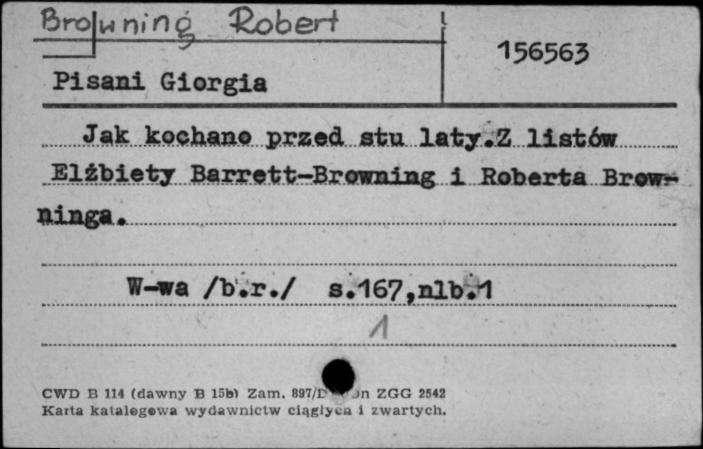 Browning Robert
156563
Pisani Giorgia
Jak kochano przed stu laty.Z listów
Elżbiety Barrett-Browning i Roberta Brow-
ninga.
W-wa /b.r./ s.167,nlb.1
1
CWD B 114 (dawny B 15b) Zam. 897/D ZGG 2542
Karta katalogowa wydawnictw ciągłych i zwartych.